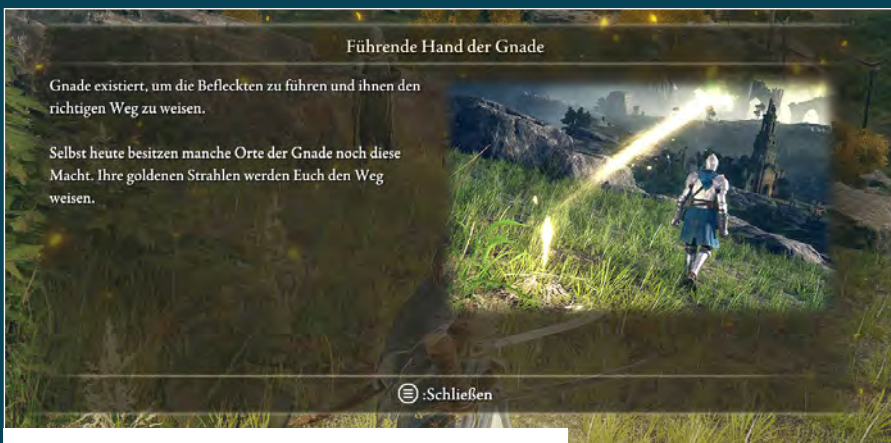 Führende Hand der Gnade
Gnade existiert, um die Befleckten zu führen und ihnen den
richtigen Weg zu weisen.
Selbst heute besitzen manche Orte der Gnade noch diese
Macht. Ihre goldenen Strahlen werden Euch den Weg
weisen.
:Schließen